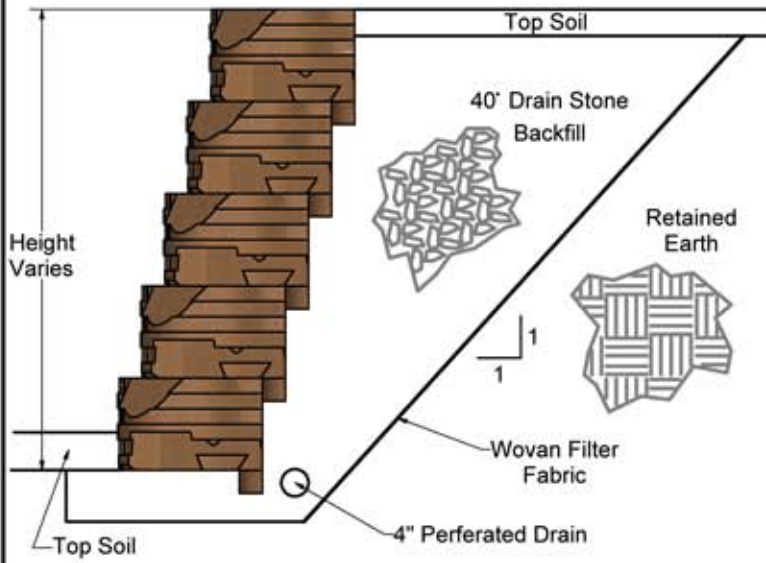 Top Soil
40° Drain Stone
Backfill
Retained
Earth
Height
Varies
1
1
Wovan Filter
Fabric
4" Perferated Drain
Top Soil